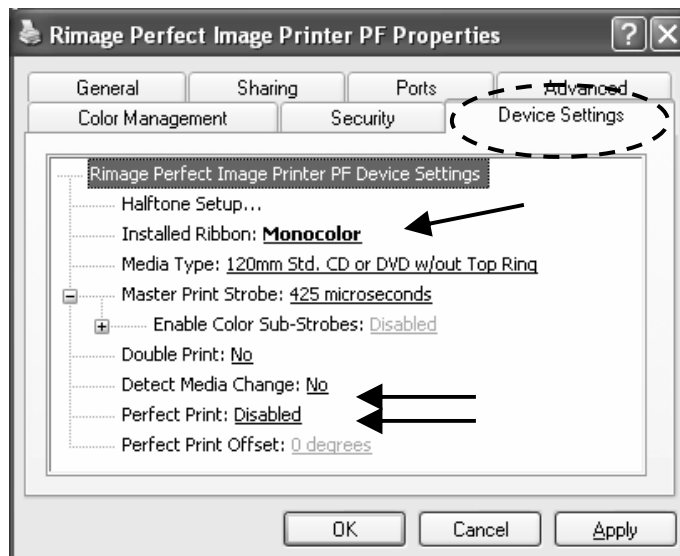 Rimage Perfect Image Printer PF Properties
General Sharing Ports Advanced
Color Management Security Device Settings
Rimage Perfect Image Printer PF Device Settings
Halftone Setup...
Installed Ribbon: Monocolor
Media Type: 120mm Std. CD or DVD w/out Top Ring
Master Print Strobe: 425 microseconds
Enable Color Sub-Strobes: Disabled
Double Print: No
Detect Media Change: No
Perfect Print: Disabled
Perfect Print Offset: 0 degrees
OK Cancel Apply